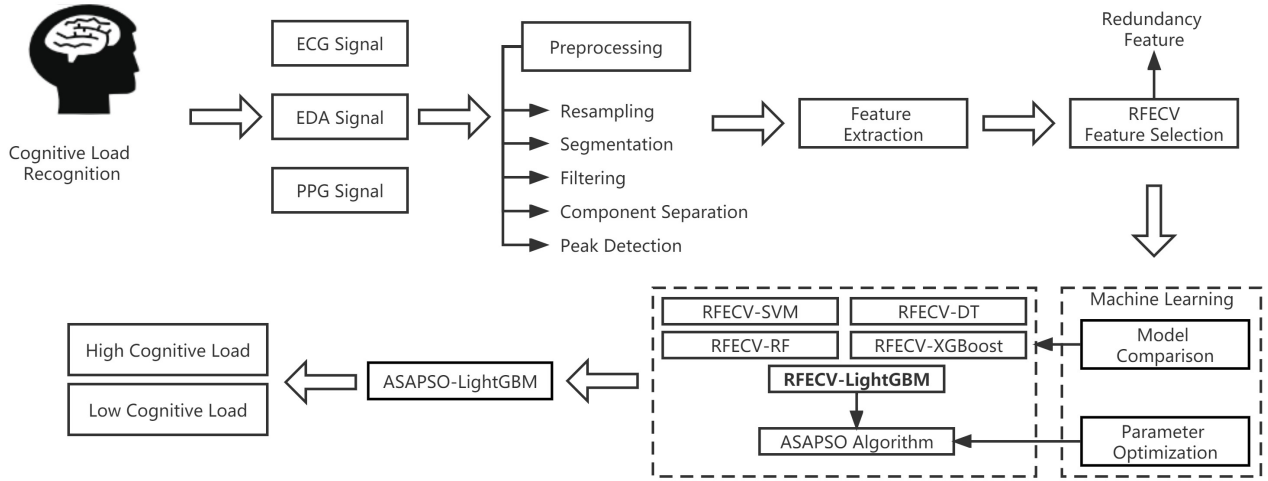 Cognitive Load
Recognition
ECG Signal
EDA Signal
PPG Signal
Preprocessing
Resampling
Segmentation
Filtering
Component Separation
Peak Detection
Feature
Extraction
Redundancy
Feature
RFECV
Feature Selection
Machine Learning
Model
Comparison
Parameter
Optimization
RFECV-SVM
RFECV-DT
RFECV-RF
RFECV-XGBoost
RFECV-LightGBM
ASAPSO Algorithm
ASAPSO-LightGBM
High Cognitive Load
Low Cognitive Load